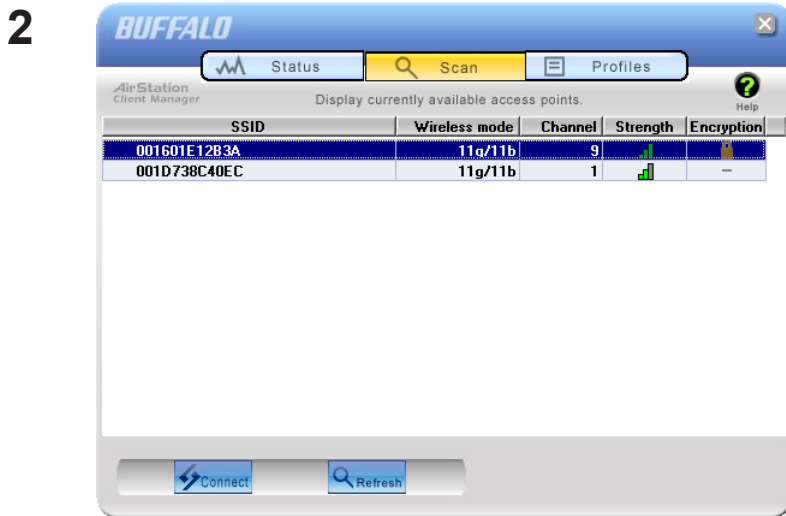 2
BUFFALO
Status Scan Profiles
AirStation
Client Manager
Display currently available access points.
Help
SSID Wireless mode Channel Strength Encryption
001601E12B3A 11g/11b 9
001D738C40EC 11g/11b 1 –
Connect Refresh